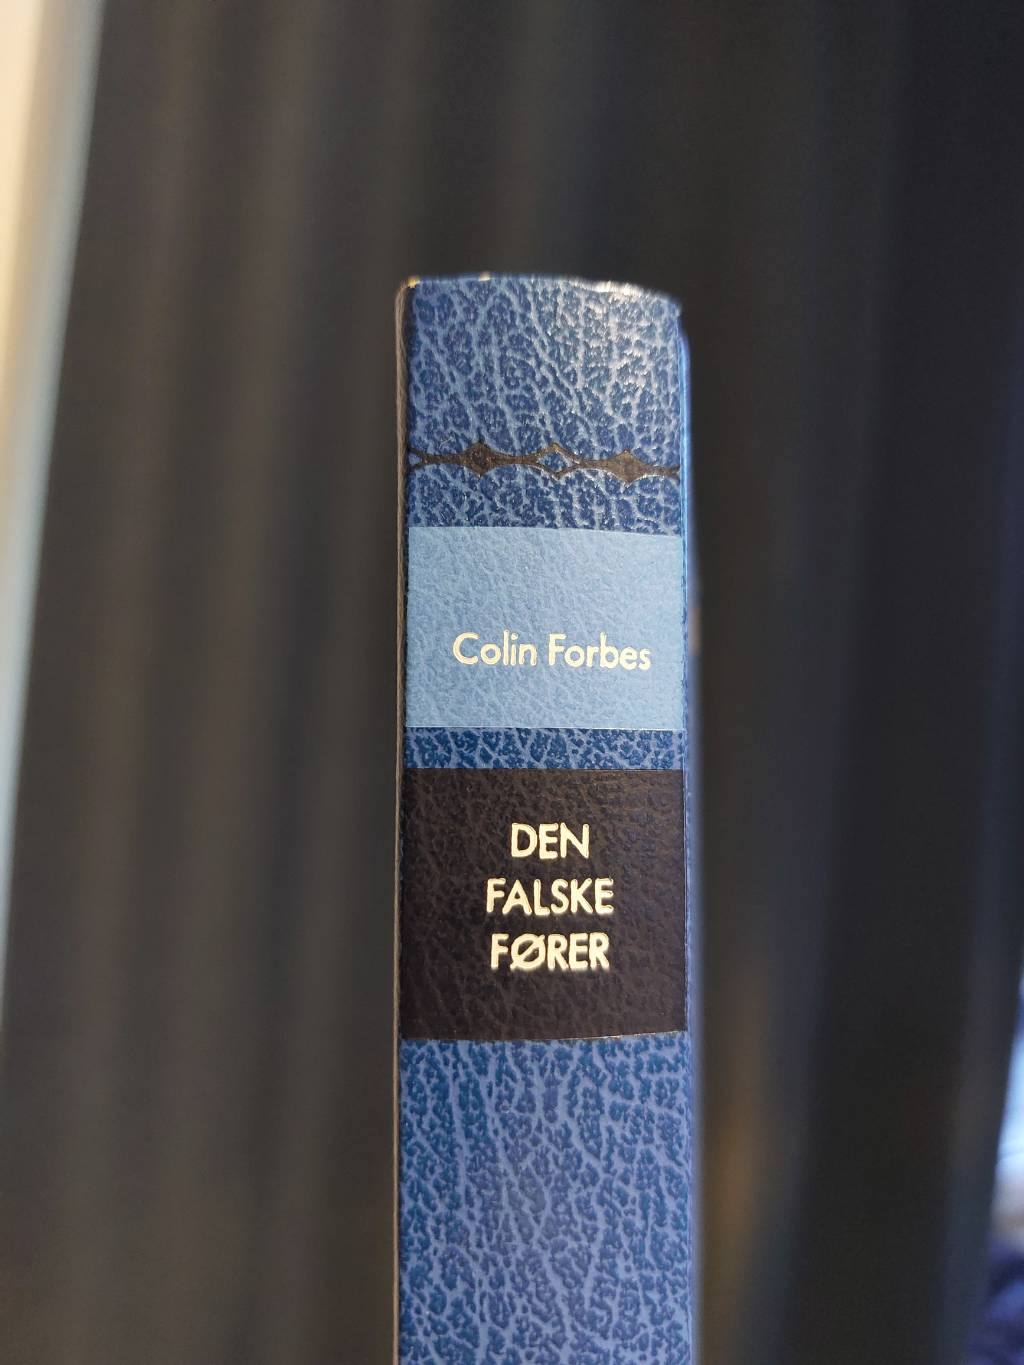 Colin Forbes
DEN
FALSKE
FØRER